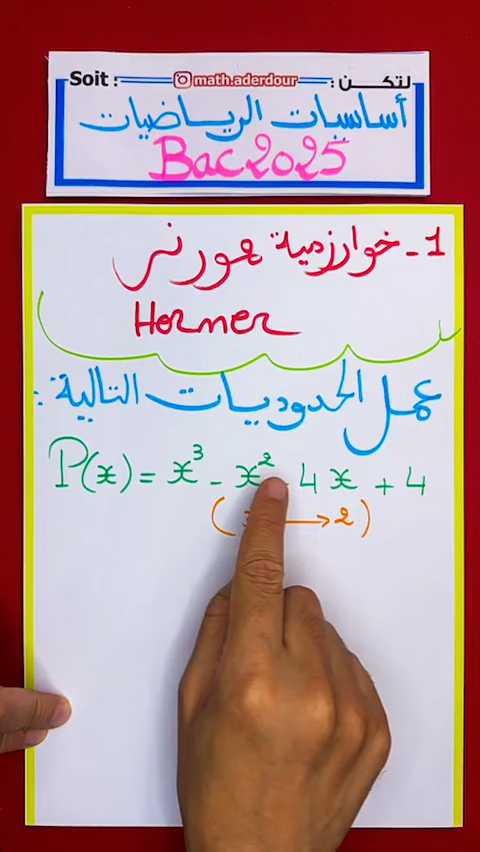 Soit : math.aderdour لتكن :
أساسيات الرياضيات
Bac2025
1- خوارزمية هورنر
Horner
عمل الحدوديات التالية :
P(x) = x³ - x² - 4x + 4
( → 2 )